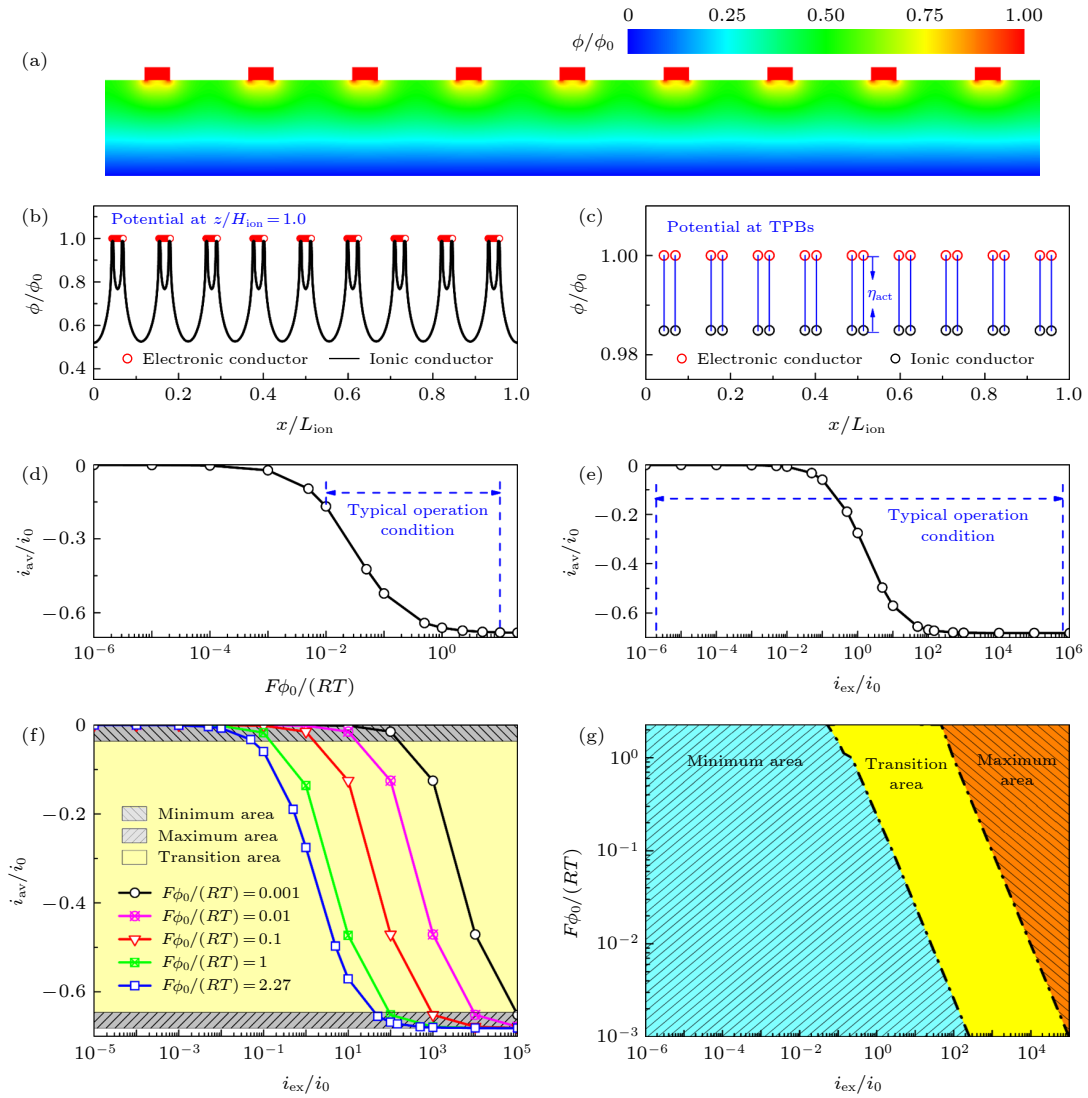 0 0.25 0.50 0.75 1.00
ϕ/ϕ0
(a)
(b)
Potential at z/Hion=1.0
1.0
0.8
0.6
0.4
ϕ/ϕ0
Electronic conductor
Ionic conductor
0 0.2 0.4 0.6 0.8 1.0
x/Lion
(c)
Potential at TPBs
1.00
0.98
ϕ/ϕ0
ηact
Electronic conductor
Ionic conductor
0 0.2 0.4 0.6 0.8 1.0
x/Lion
(d)
0
−0.3
−0.6
iav/i0
Typical operation
condition
10−6 10−4 10−2 100
Fϕ0/(RT)
(e)
0
−0.2
−0.4
−0.6
iav/i0
Typical operation
condition
10−6 10−4 10−2 100 102 104 106
iex/i0
(f)
0
−0.2
−0.4
−0.6
iav/i0
Minimum area
Maximum area
Transition area
Fϕ0/(RT)=0.001
Fϕ0/(RT)=0.01
Fϕ0/(RT)=0.1
Fϕ0/(RT)=1
Fϕ0/(RT)=2.27
10−5 10−3 10−1 101 103 105
iex/i0
(g)
100
10−1
10−2
10−3
Fϕ0/(RT)
Minimum area
Transition
area
Maximum
area
10−6 10−4 10−2 100 102 104
iex/i0